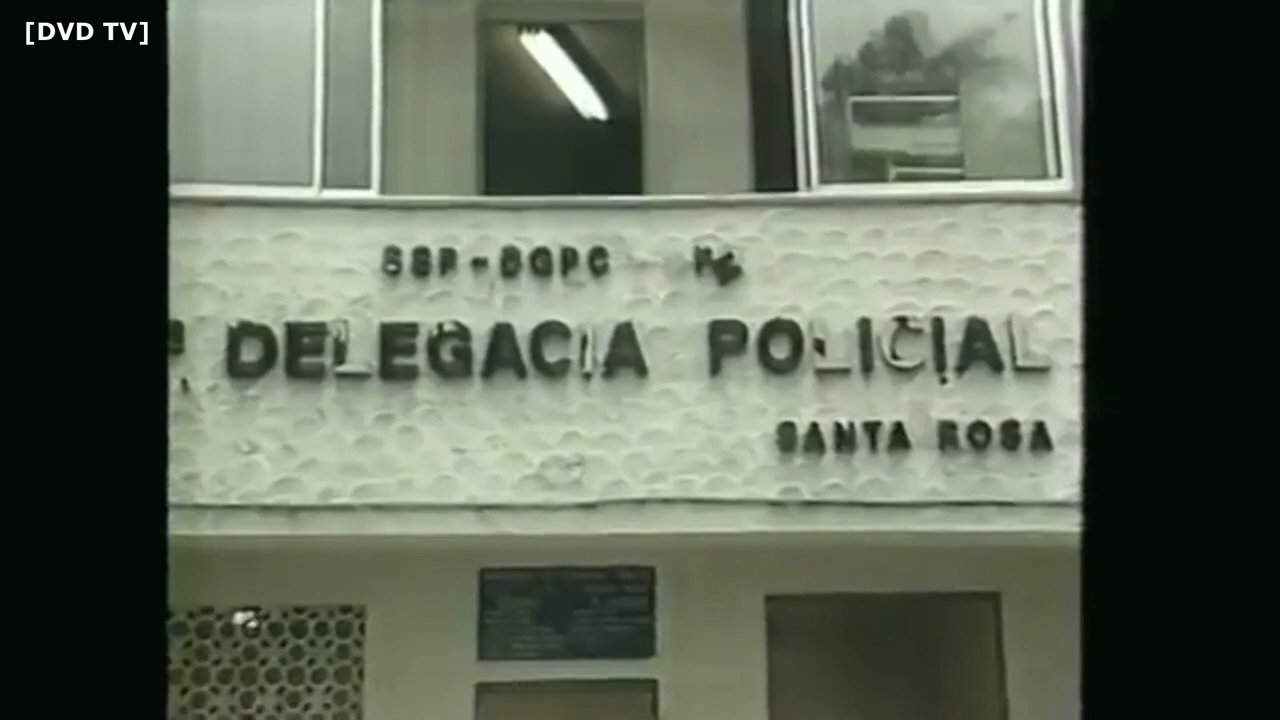 [DVD TV]
SSP-DGPC
DELEGACIA POLICIAL
SANTA ROSA